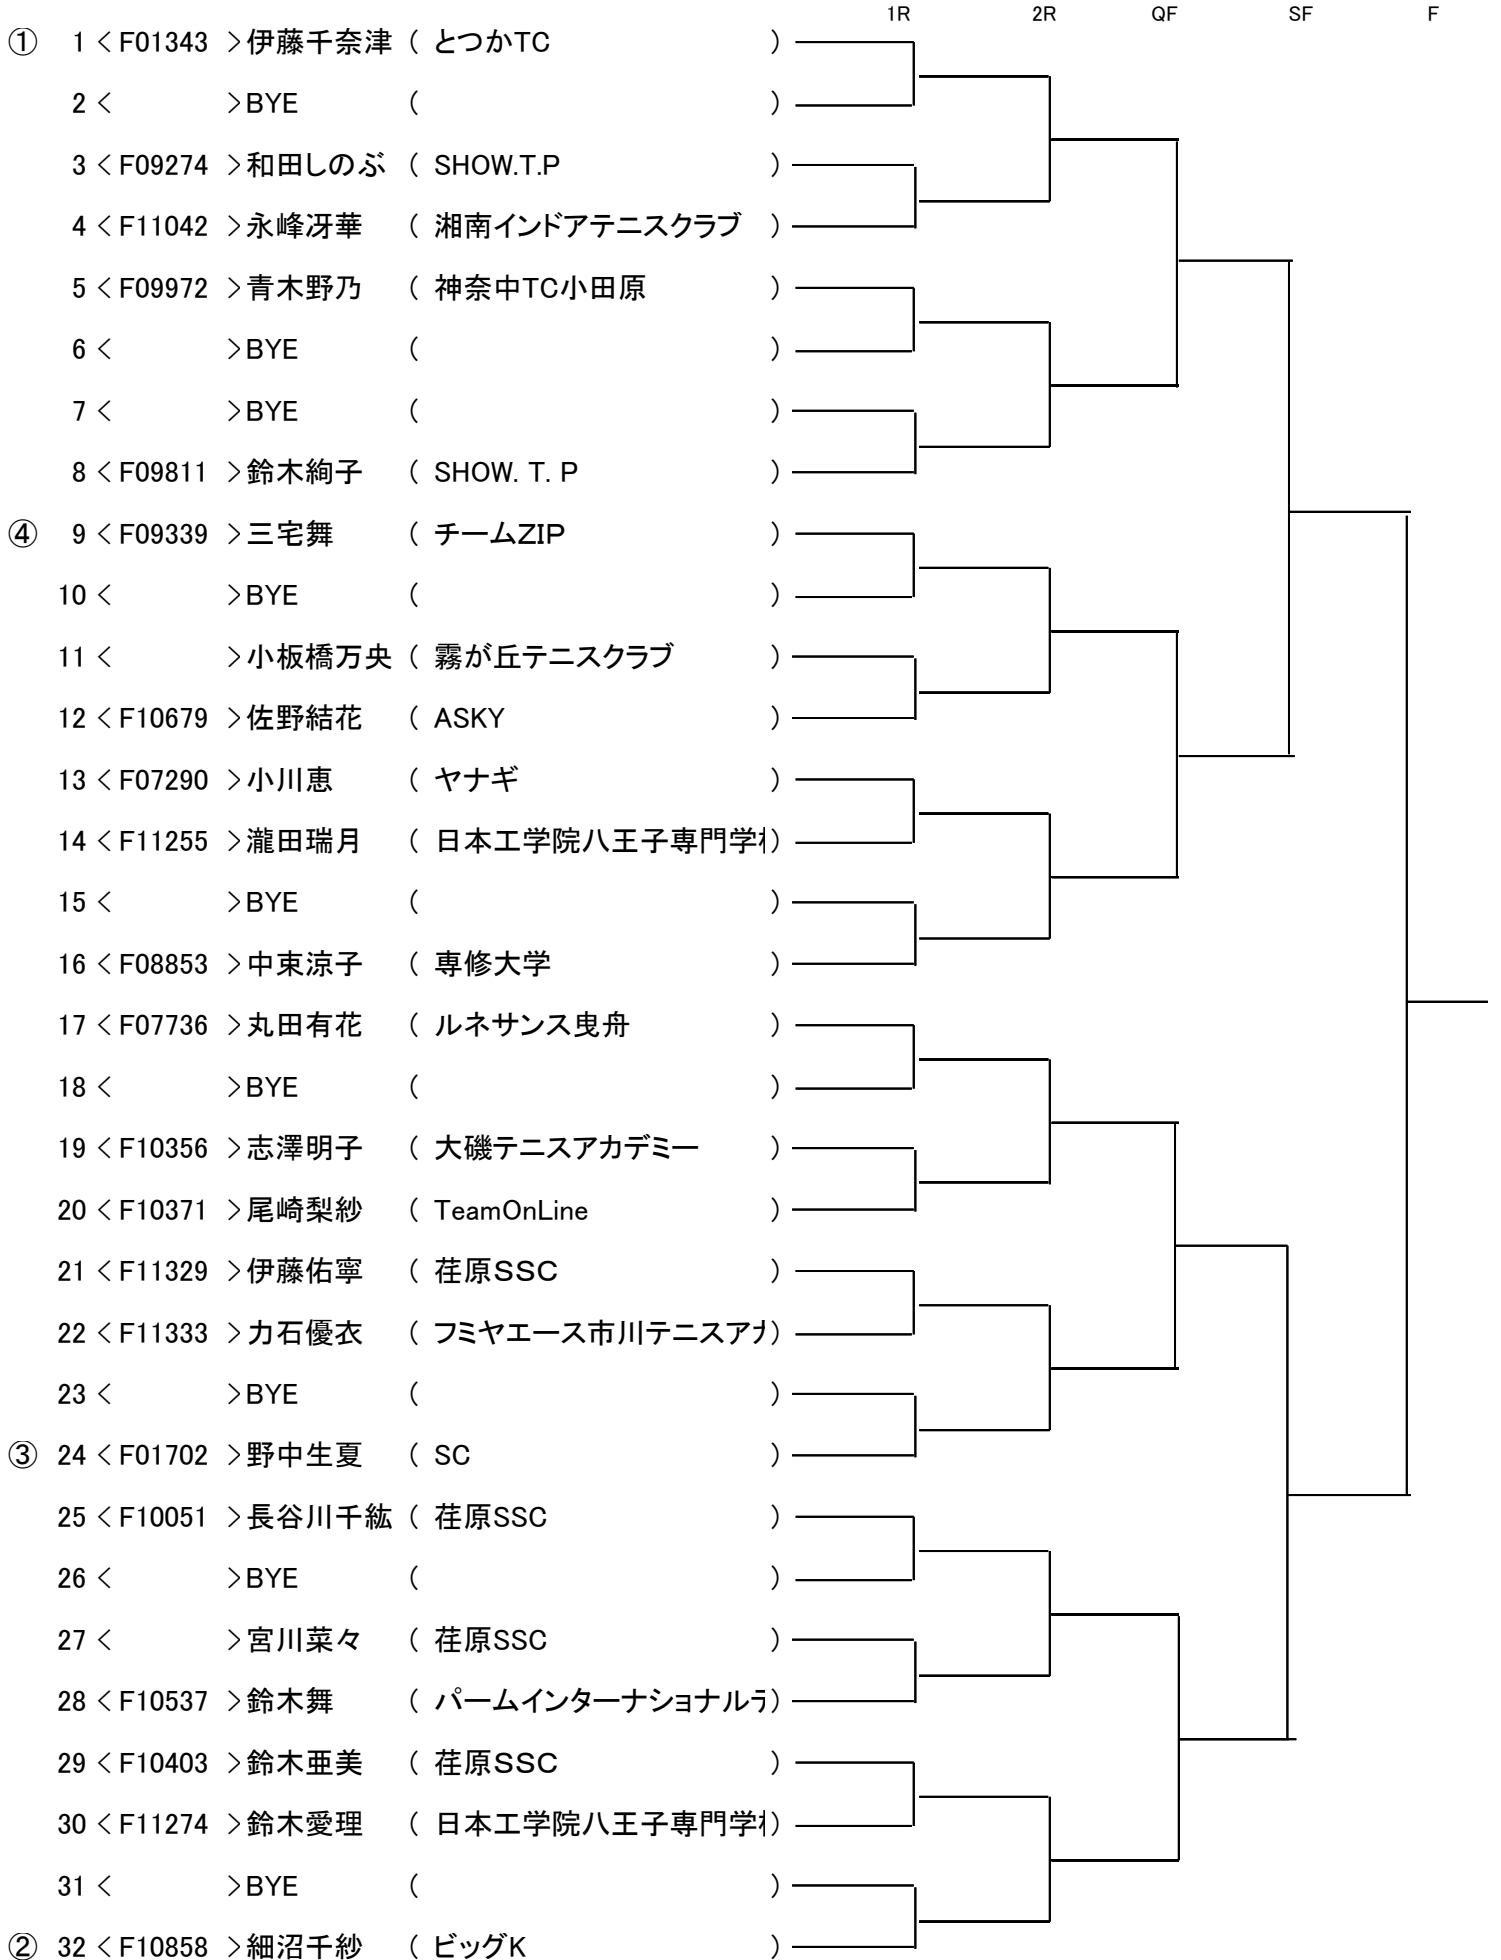 1R 2R QF SF F
① 1 < F01343 > 伊藤千奈津 ( とつかTC )
2 < > BYE ( )
3 < F09274 > 和田しのぶ ( SHOW.T.P )
4 < F11042 > 永峰冴華 ( 湘南インドアテニスクラブ )
5 < F09972 > 青木野乃 ( 神奈中TC小田原 )
6 < > BYE ( )
7 < > BYE ( )
8 < F09811 > 鈴木絢子 ( SHOW. T. P )
④ 9 < F09339 > 三宅舞 ( チームZIP )
10 < > BYE ( )
11 < > 小板橋万央 ( 霧が丘テニスクラブ )
12 < F10679 > 佐野結花 ( ASKY )
13 < F07290 > 小川恵 ( ヤナギ )
14 < F11255 > 瀧田瑞月 ( 日本工学院八王子専門学 )
15 < > BYE ( )
16 < F08853 > 中束涼子 ( 専修大学 )
17 < F07736 > 丸田有花 ( ルネサンス曳舟 )
18 < > BYE ( )
19 < F10356 > 志澤明子 ( 大磯テニスアカデミー )
20 < F10371 > 尾崎梨紗 ( TeamOnLine )
21 < F11329 > 伊藤佑寧 ( 荏原SSC )
22 < F11333 > 力石優衣 ( フミヤエース市川テニスア )
23 < > BYE ( )
③ 24 < F01702 > 野中生夏 ( SC )
25 < F10051 > 長谷川千紘 ( 荏原SSC )
26 < > BYE ( )
27 < > 宮川菜々 ( 荏原SSC )
28 < F10537 > 鈴木舞 ( パームインターナショナル )
29 < F10403 > 鈴木亜美 ( 荏原SSC )
30 < F11274 > 鈴木愛理 ( 日本工学院八王子専門学 )
31 < > BYE ( )
② 32 < F10858 > 細沼千紗 ( ビッグK )